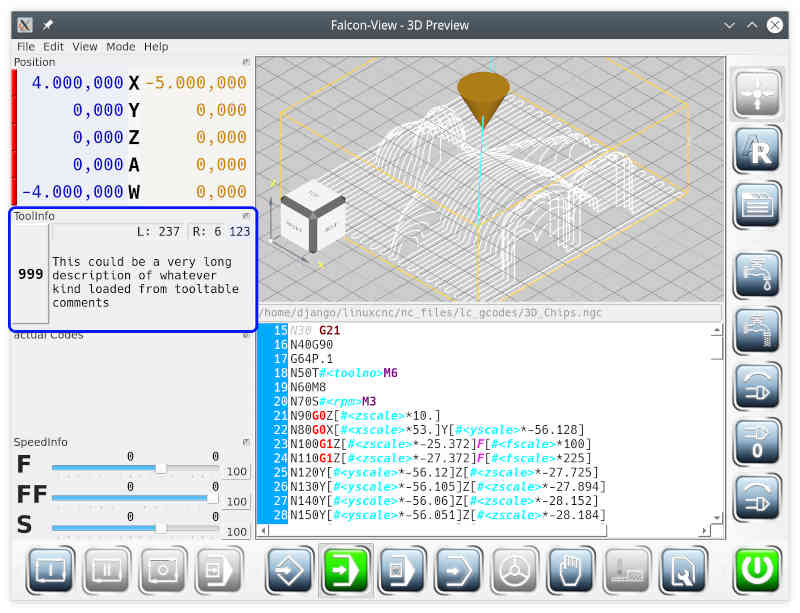 Falcon-View - 3D Preview
File Edit View Mode Help
Position
4.000,000 X -5.000,000
0,000 Y 0,000
0,000 Z 0,000
0,000 A 0,000
-4.000,000 W 0,000
ToolInfo
L: 237 R: 6 123
999
This could be a very long
description of whatever
kind loaded from tooltable
comments
actual Codes
SpeedInfo
F 0 0 100
FF 0 0 100
S 0 0 100
TOP
Y
X
/home/django/linuxcnc/nc_files/lc_gcodes/3D_Chips.ngc
15 N30 G21
16 N40G90
17 G64P.1
18 N50T#<toolno>M6
19 N60M8
20 N70S#<rpm>M3
21 N90G0Z[#<zscale>*10.]
22 N80G0X[#<xscale>*53.]Y[#<yscale>*-56.128]
23 N100G1Z[#<zscale>*-25.372]F[#<fscale>*100]
24 N110G1Z[#<zscale>*-27.372]F[#<fscale>*225]
25 N120Y[#<yscale>*-56.12]Z[#<zscale>*-27.725]
26 N130Y[#<yscale>*-56.105]Z[#<zscale>*-27.894]
27 N140Y[#<yscale>*-56.06]Z[#<zscale>*-28.152]
28 N150Y[#<yscale>*-56.051]Z[#<zscale>*-28.184]
R
0